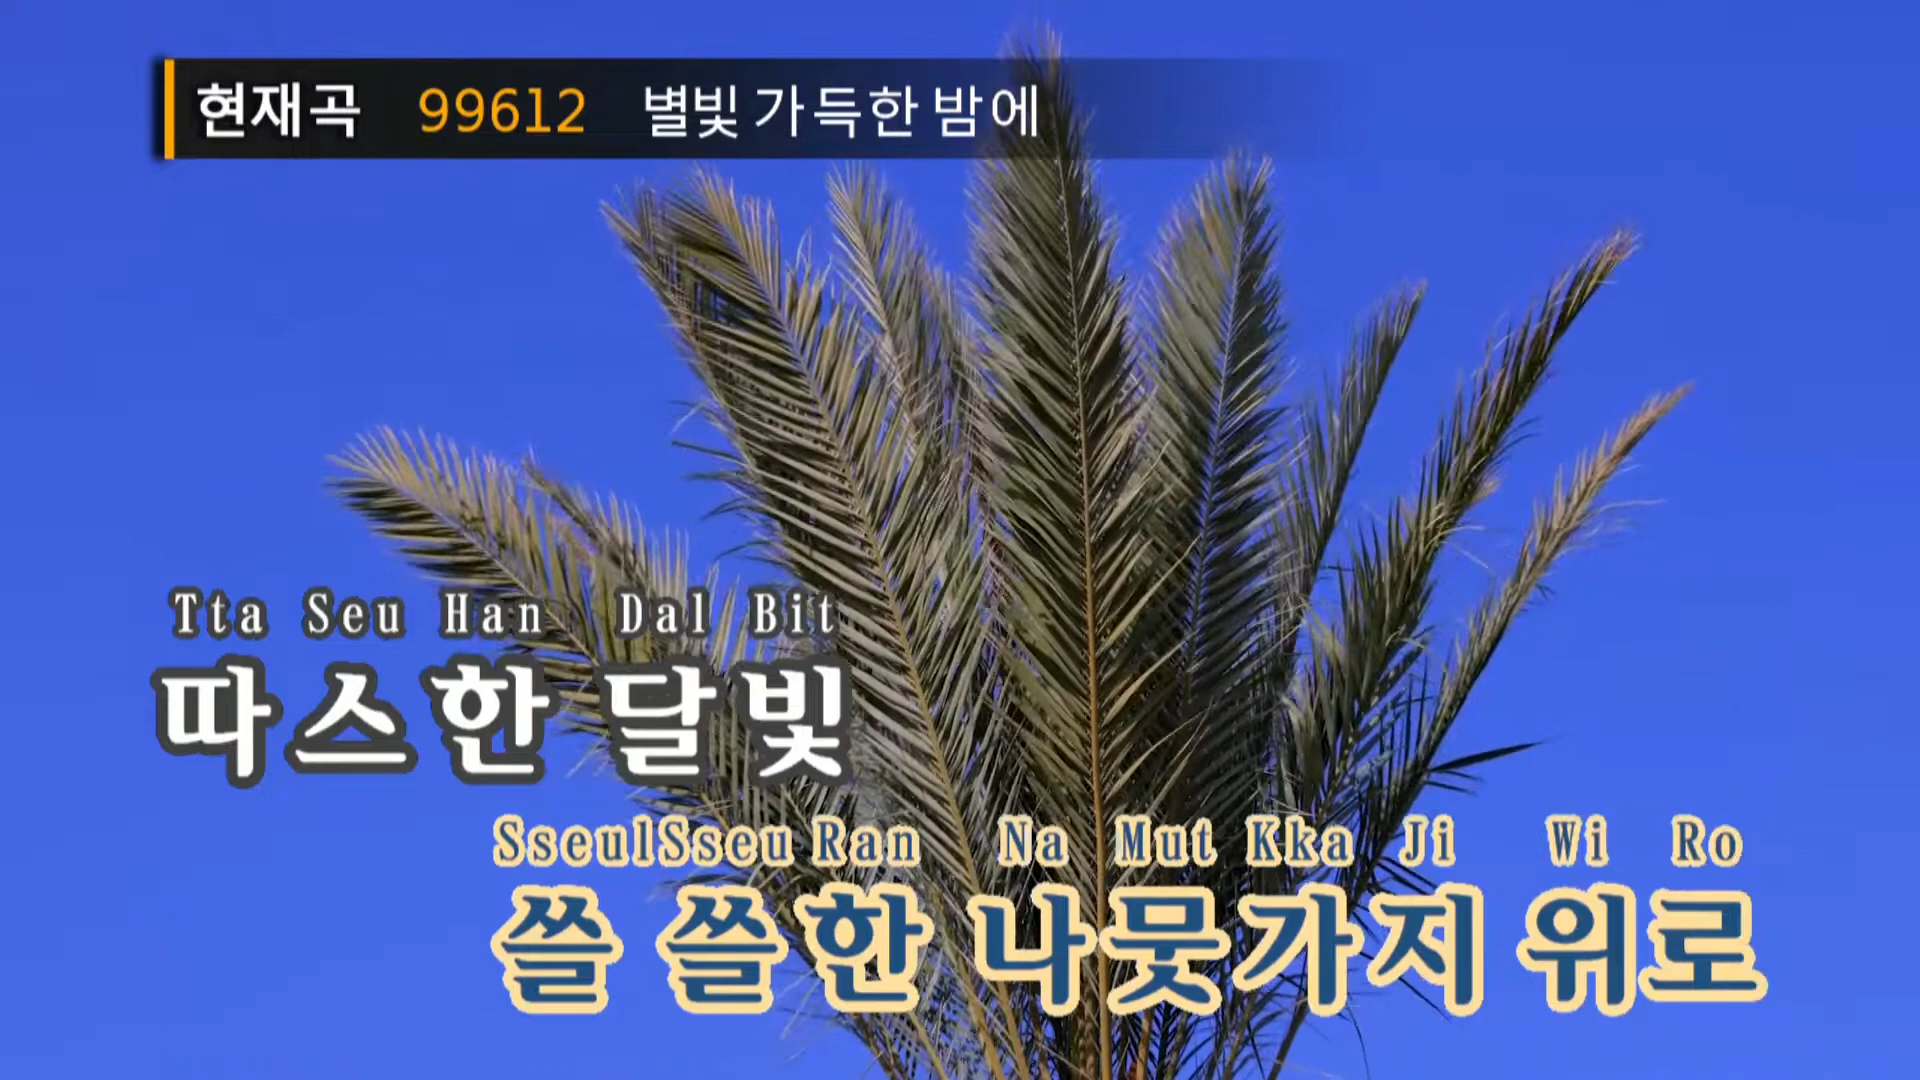 현재곡 99612 별빛 가득한 밤에
Tta Seu Han Dal Bit
따스한 달빛
SseulSseu Ran Na Mut Kka Ji Wi Ro
쓸쓸한 나뭇가지 위로